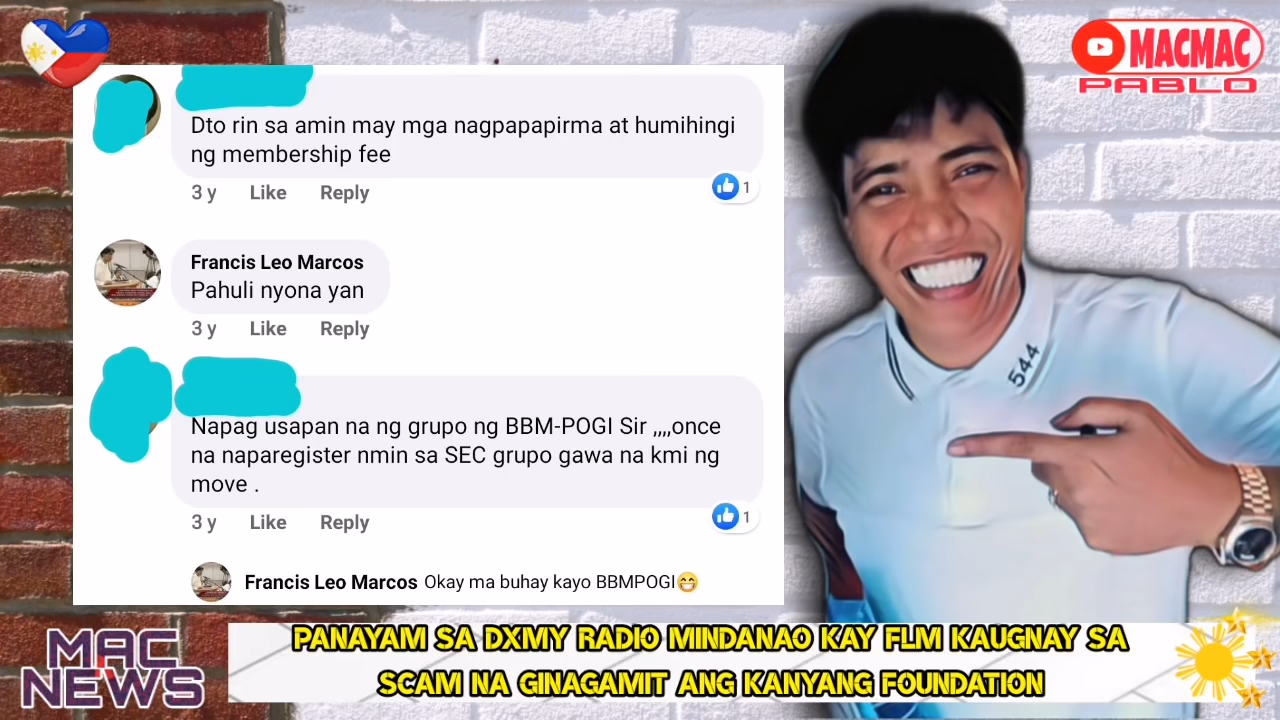 MACMAC
PABLO
Dto rin sa amin may mga nagpapapirma at humihingi
ng membership fee
3 y Like Reply 1
Francis Leo Marcos
Pahuli nyona yan
3 y Like Reply
Napag usapan na ng grupo ng BBM-POGI Sir ,,,,once
na naparegister nmin sa SEC grupo gawa na kmi ng
move .
3 y Like Reply 1
Francis Leo Marcos Okay ma buhay kayo BBMPOGI😁
544
MAC
NEWS
PANAYAM SA DXMY RADIO MINDANAO KAY FLM KAUGNAY SA
SCAM NA GINAGAMIT ANG KANYANG FOUNDATION